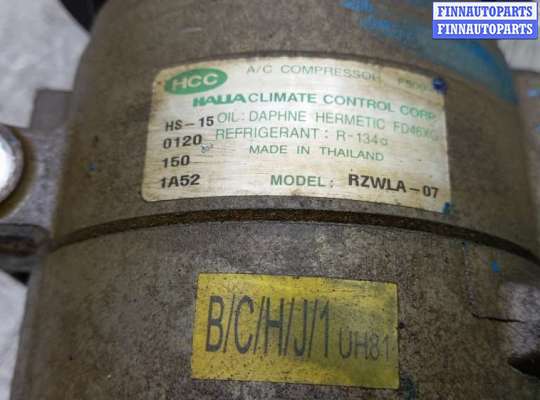 FINNAUTOPARTS
FINNAUTOPARTS
HCC
A/C COMPRESSOR
HALLA CLIMATE CONTROL CORP.
HS-15 OIL: DAPHNE HERMETIC FD46XG
0120 REFRIGERANT: R-134a
150 MADE IN THAILAND
1A52 MODEL: RZWLA-07
B/C/H/J/1 UH81